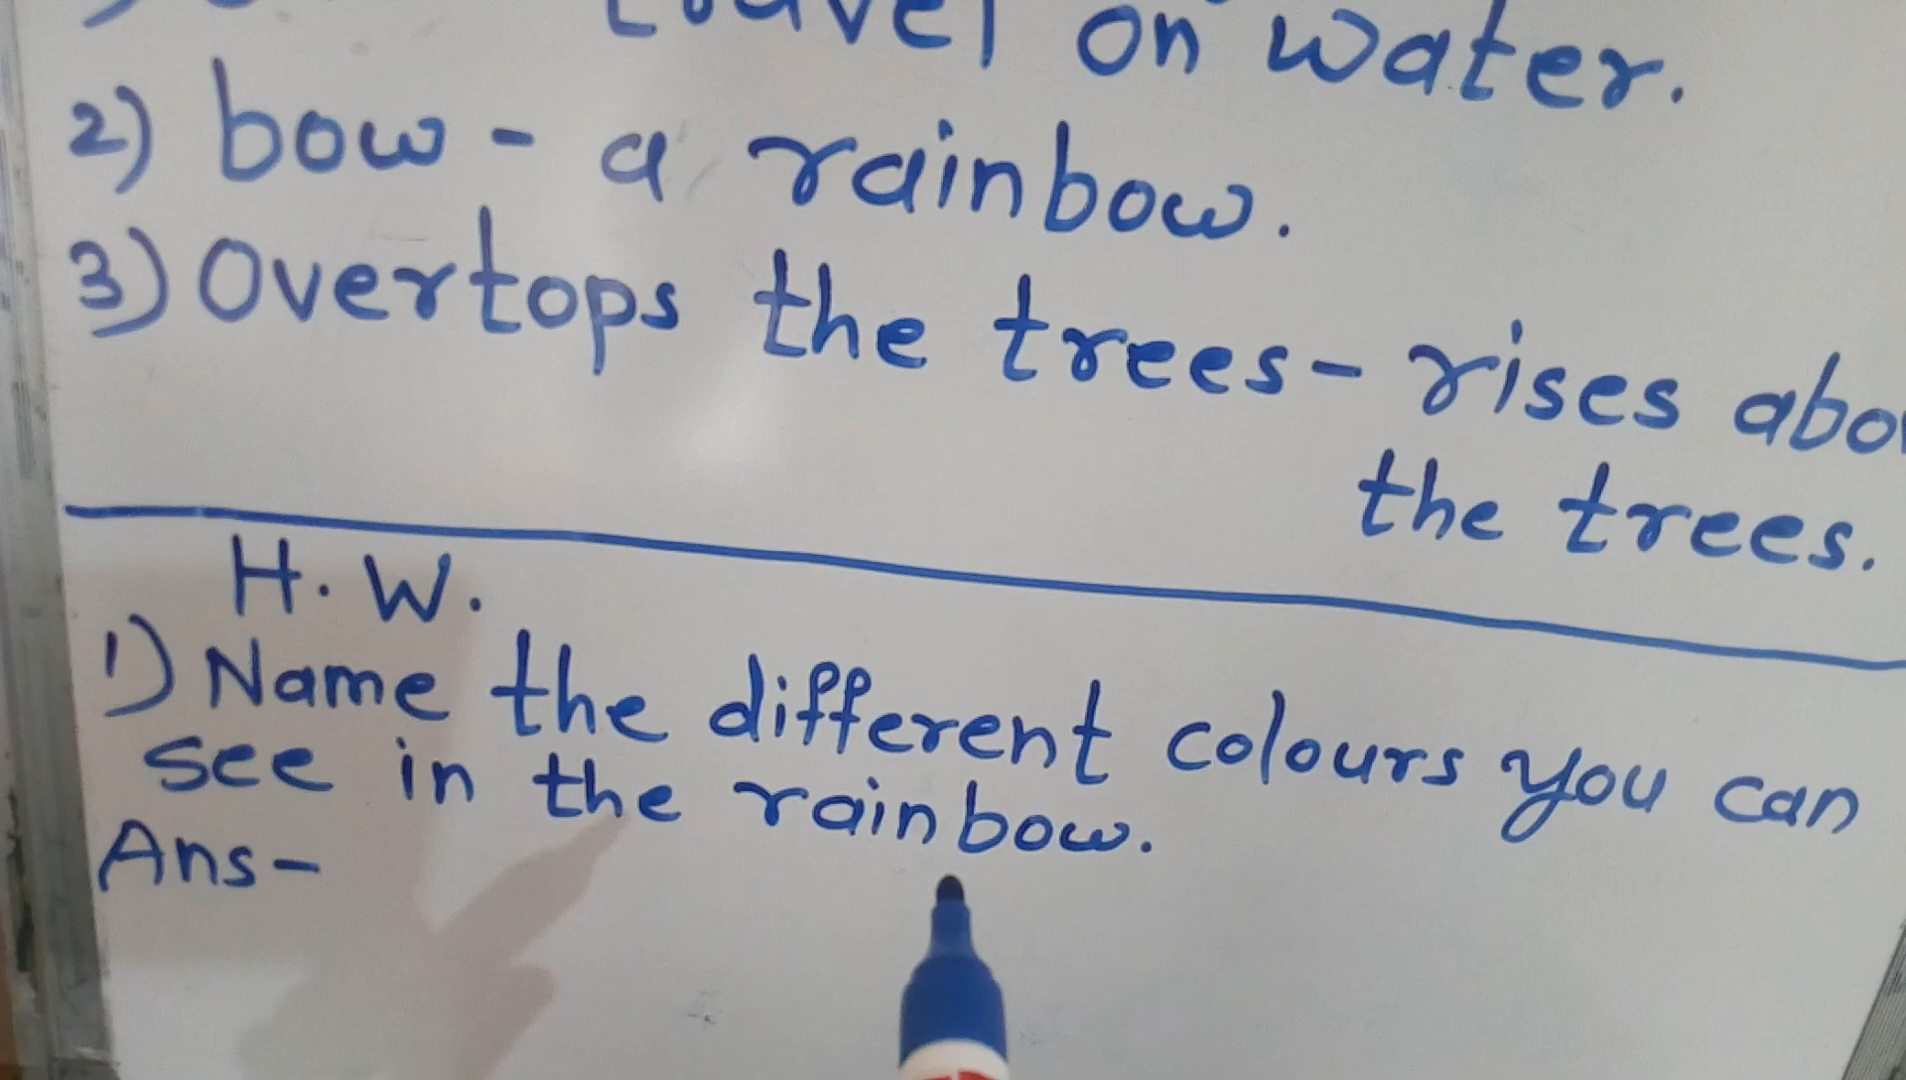 travel on water.
2) bow - a rainbow.
3) Overtops the trees - rises
the trees.
H. W.
1) Name the different colours you can
see in the rainbow.
Ans -